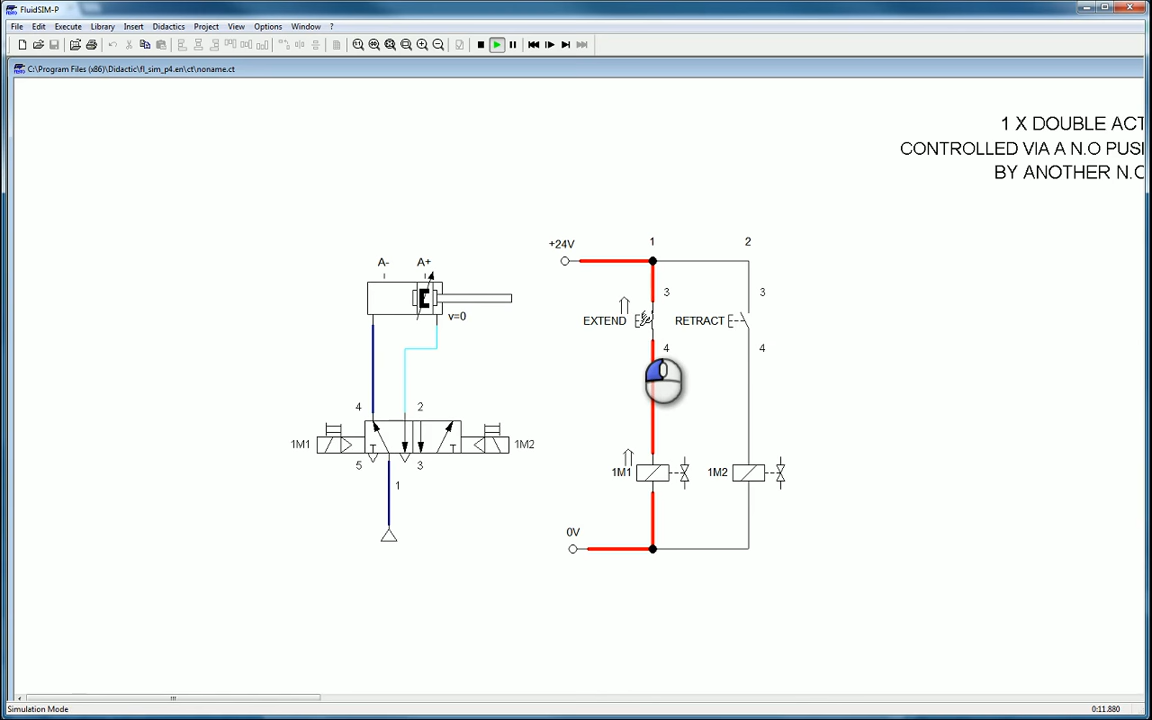 FluidSIM-P
File Edit Execute Library Insert Didactics Project View Options Window ?
C:\Program Files (x86)\Didactic\fl_sim_p4.en\ct\noname.ct
1 X DOUBLE ACT
CONTROLLED VIA A N.O PUS
BY ANOTHER N.O
+24V
1
2
A-
A+
3
3
v=0
EXTEND
RETRACT
4
4
4
2
1M1
1M2
5
3
1
1M1
1M2
0V
Simulation Mode
0:11.880